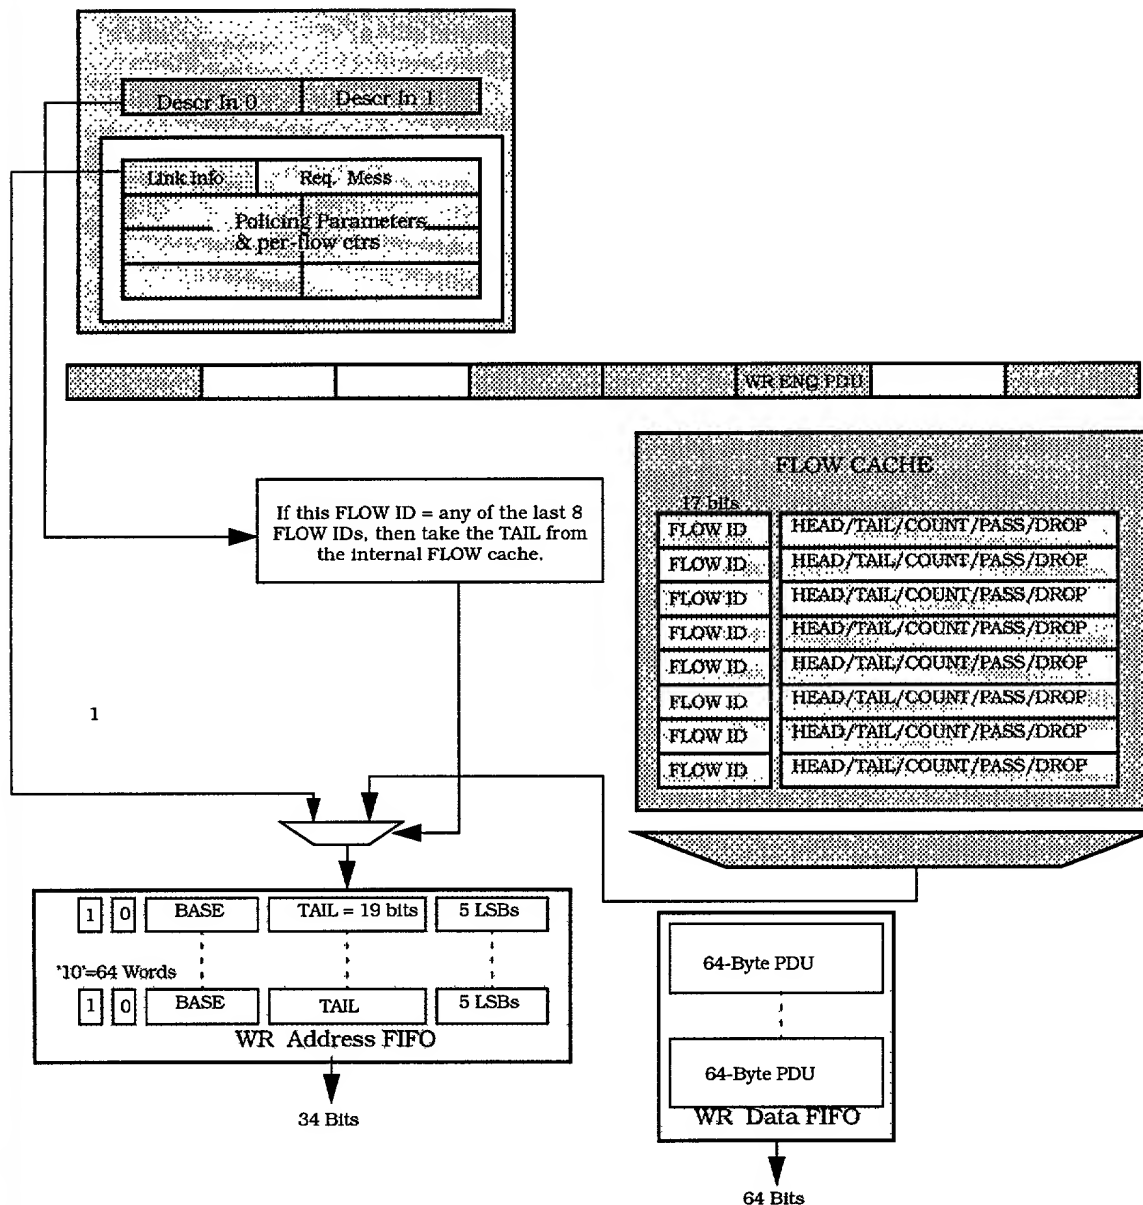 Descr In 0 Descr In 1
Link Info Req. Mess
Policing Parameters
& per-flow ctrs
WR ENQ PDU
FLOW CACHE
17 bits
FLOW ID HEAD/TAIL/COUNT/PASS/DROP
FLOW ID HEAD/TAIL/COUNT/PASS/DROP
FLOW ID HEAD/TAIL/COUNT/PASS/DROP
FLOW ID HEAD/TAIL/COUNT/PASS/DROP
FLOW ID HEAD/TAIL/COUNT/PASS/DROP
FLOW ID HEAD/TAIL/COUNT/PASS/DROP
FLOW ID HEAD/TAIL/COUNT/PASS/DROP
FLOW ID HEAD/TAIL/COUNT/PASS/DROP
If this FLOW ID = any of the last 8
FLOW IDs, then take the TAIL from
the internal FLOW cache.
1
1 0 BASE TAIL = 19 bits 5 LSBs
'10'=64 Words
1 0 BASE TAIL 5 LSBs
WR Address FIFO
34 Bits
64-Byte PDU
64-Byte PDU
WR Data FIFO
64 Bits